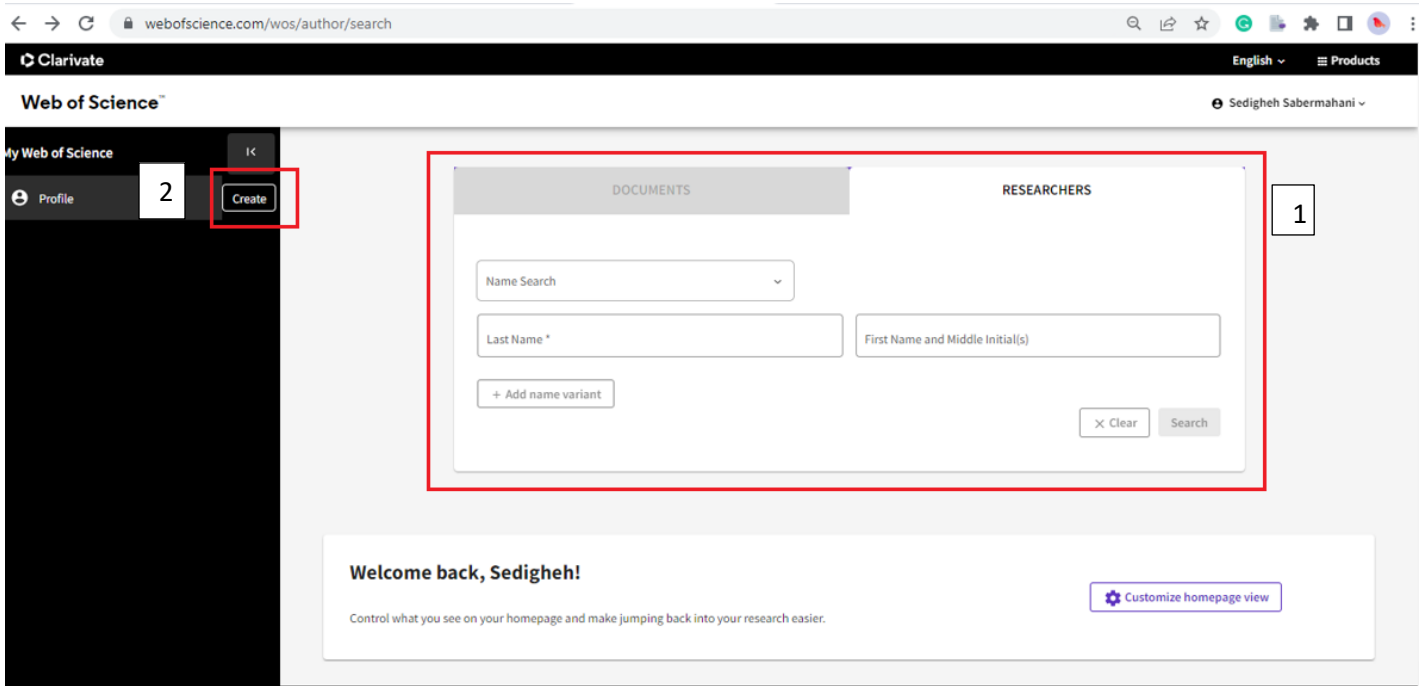 webofscience.com/wos/author/search
Clarivate
English
Products
Web of Science™
Sedigheh Sabermahani
My Web of Science
Profile
2
Create
DOCUMENTS
RESEARCHERS
1
Name Search
Last Name *
First Name and Middle Initial(s)
+ Add name variant
× Clear
Search
Welcome back, Sedigheh!
Customize homepage view
Control what you see on your homepage and make jumping back into your research easier.